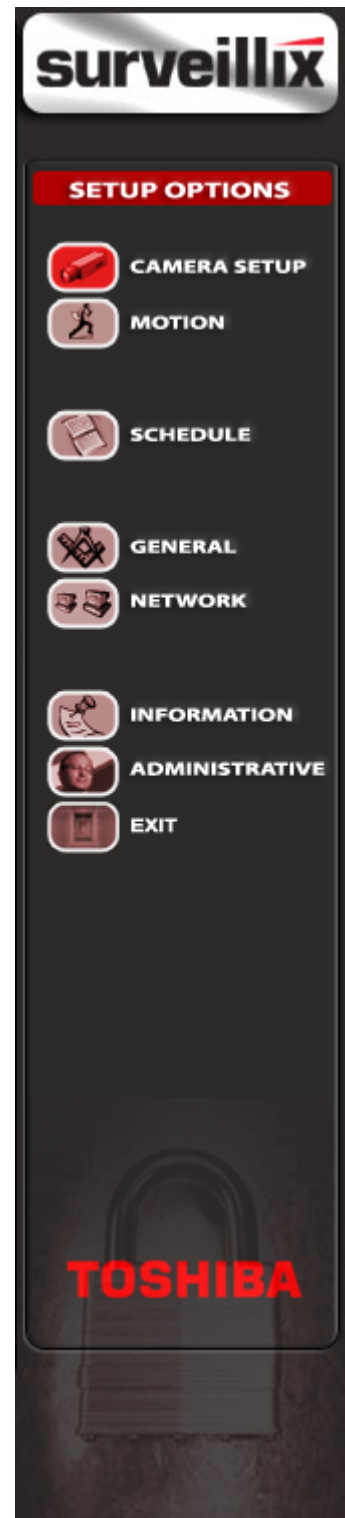 surveillix
SETUP OPTIONS
CAMERA SETUP
MOTION
SCHEDULE
GENERAL
NETWORK
INFORMATION
ADMINISTRATIVE
EXIT
TOSHIBA